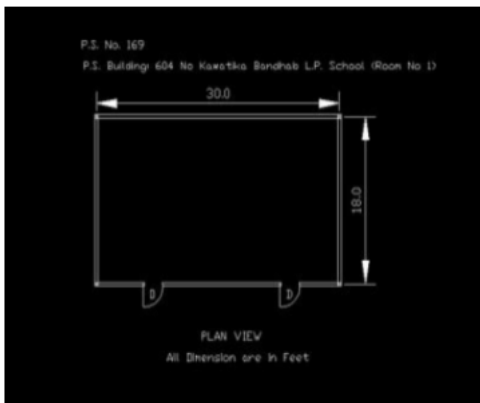 P.S. No. 169
P.S. Building: 604 No Kawatika Bandhab L.P. School (Room No 1)
30.0
18.0
D D
PLAN VIEW
All Dimension are in Feet